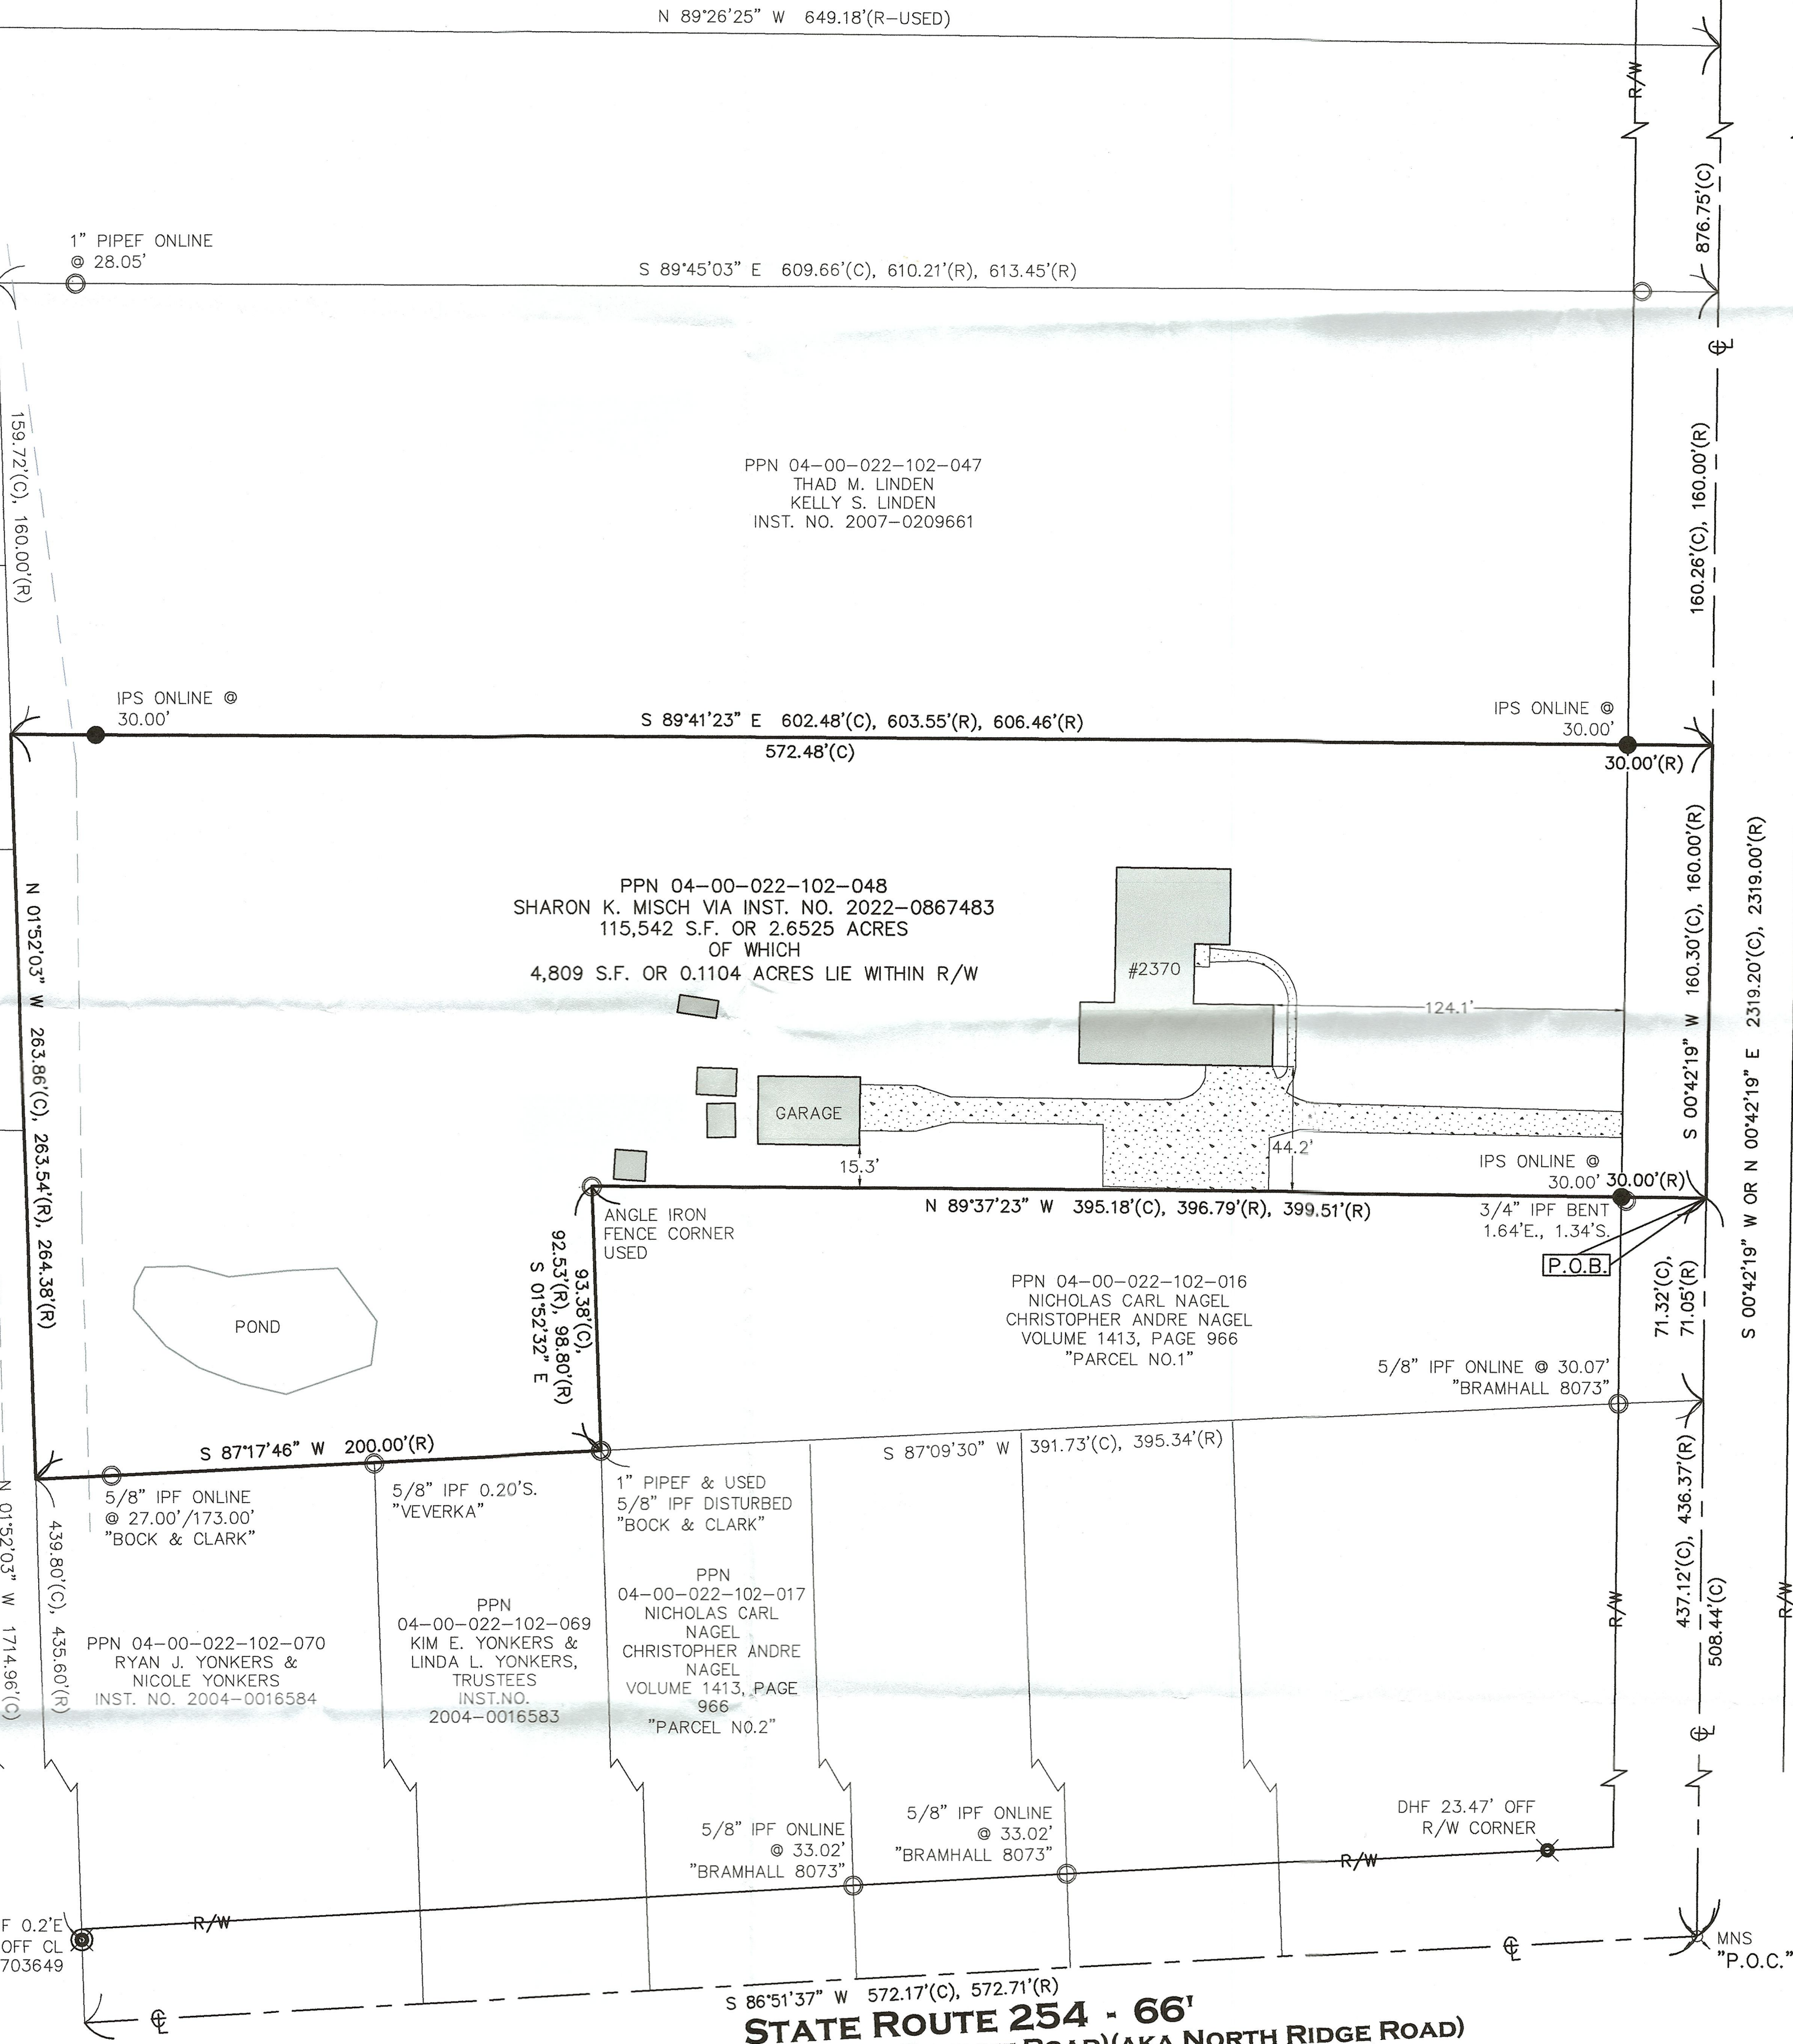 N 89°26'25" W 649.18'(R-USED)
R/W
876.75'(C)
1" PIPEF ONLINE
@ 28.05'
S 89°45'03" E 609.66'(C), 610.21'(R), 613.45'(R)
159.72'(C), 160.00'(R)
PPN 04-00-022-102-047
THAD M. LINDEN
KELLY S. LINDEN
INST. NO. 2007-0209661
160.26'(C), 160.00'(R)
IPS ONLINE @
30.00'
S 89°41'23" E 602.48'(C), 603.55'(R), 606.46'(R)
572.48'(C)
IPS ONLINE @
30.00'
30.00'(R)
N 01°52'03" W 263.86'(C), 263.54'(R), 264.38'(R)
PPN 04-00-022-102-048
SHARON K. MISCH VIA INST. NO. 2022-0867483
115,542 S.F. OR 2.6525 ACRES
OF WHICH
4,809 S.F. OR 0.1104 ACRES LIE WITHIN R/W
#2370
124.1'
S 00°42'19" W 160.30'(C), 160.00'(R)
S 00°42'19" W OR N 00°42'19" E 2319.20'(C), 2319.00'(R)
GARAGE
15.3'
44.2'
IPS ONLINE @
30.00'
30.00'(R)
N 89°37'23" W 395.18'(C), 396.79'(R), 399.51'(R)
3/4" IPF BENT
1.64'E., 1.34'S.
P.O.B.
ANGLE IRON
FENCE CORNER
USED
93.38'(C),
92.53'(R), 98.80'(R)
S 01°52'32" E
71.32'(C),
71.05'(R)
POND
PPN 04-00-022-102-016
NICHOLAS CARL NAGEL
CHRISTOPHER ANDRE NAGEL
VOLUME 1413, PAGE 966
"PARCEL NO.1"
5/8" IPF ONLINE @ 30.07'
"BRAMHALL 8073"
S 87°17'46" W 200.00'(R)
S 87°09'30" W 391.73'(C), 395.34'(R)
5/8" IPF ONLINE
@ 27.00'/173.00'
"BOCK & CLARK"
5/8" IPF 0.20'S.
"VEVERKA"
1" PIPEF & USED
5/8" IPF DISTURBED
"BOCK & CLARK"
437.12'(C), 436.37'(R)
508.44'(C)
N 01°52'03" W 1714.96'(C)
439.80'(C), 435.60'(R)
PPN 04-00-022-102-070
RYAN J. YONKERS &
NICOLE YONKERS
INST. NO. 2004-0016584
PPN
04-00-022-102-069
KIM E. YONKERS &
LINDA L. YONKERS,
TRUSTEES
INST.NO.
2004-0016583
PPN
04-00-022-102-017
NICHOLAS CARL
NAGEL
CHRISTOPHER ANDRE
NAGEL
VOLUME 1413, PAGE
966
"PARCEL NO.2"
R/W
R/W
5/8" IPF ONLINE
@ 33.02'
"BRAMHALL 8073"
5/8" IPF ONLINE
@ 33.02'
"BRAMHALL 8073"
DHF 23.47' OFF
R/W CORNER
R/W
R/W
F 0.2'E
OFF CL
703649
MNS
"P.O.C."
S 86°51'37" W 572.17'(C), 572.71'(R)
STATE ROUTE 254 - 66'
ROAD)(AKA NORTH RIDGE ROAD)